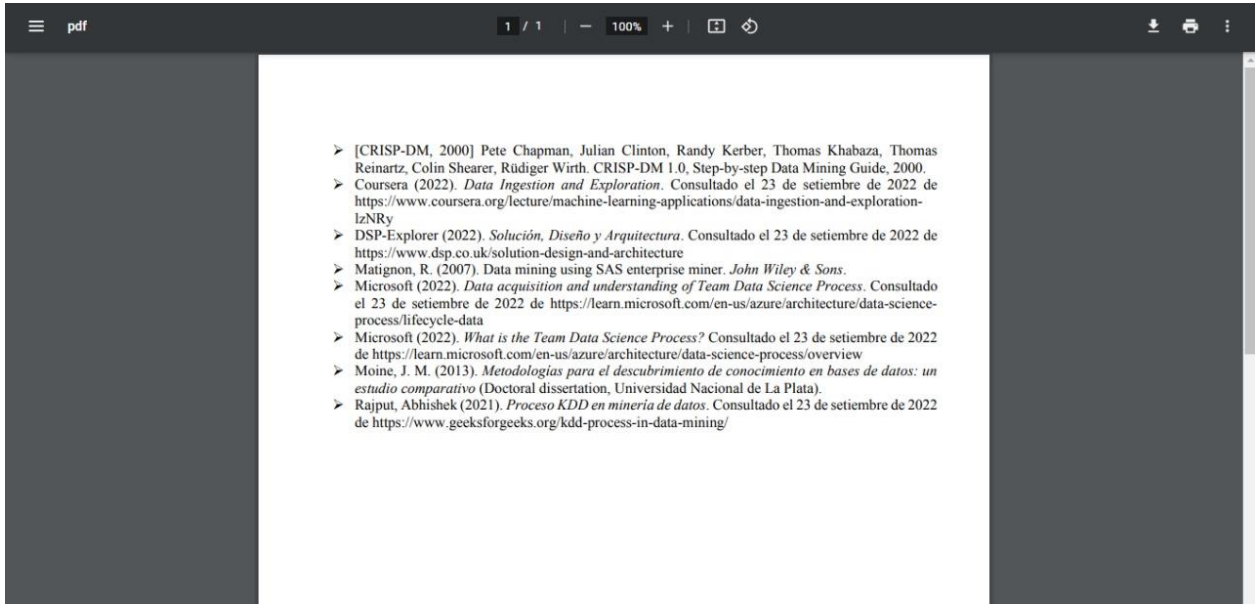 pdf
1 / 1
100%
➢ [CRISP-DM, 2000] Pete Chapman, Julian Clinton, Randy Kerber, Thomas Khabaza, Thomas
Reinartz, Colin Shearer, Rüdiger Wirth. CRISP-DM 1.0, Step-by-step Data Mining Guide, 2000.
➢ Coursera (2022). Data Ingestion and Exploration. Consultado el 23 de setiembre de 2022 de
https://www.coursera.org/lecture/machine-learning-applications/data-ingestion-and-exploration-
lzNRy
➢ DSP-Explorer (2022). Solución, Diseño y Arquitectura. Consultado el 23 de setiembre de 2022 de
https://www.dsp.co.uk/solution-design-and-architecture
➢ Matignon, R. (2007). Data mining using SAS enterprise miner. John Wiley & Sons.
➢ Microsoft (2022). Data acquisition and understanding of Team Data Science Process. Consultado
el 23 de setiembre de 2022 de https://learn.microsoft.com/en-us/azure/architecture/data-science-
process/lifecycle-data
➢ Microsoft (2022). What is the Team Data Science Process? Consultado el 23 de setiembre de 2022
de https://learn.microsoft.com/en-us/azure/architecture/data-science-process/overview
➢ Moine, J. M. (2013). Metodologías para el descubrimiento de conocimiento en bases de datos: un
estudio comparativo (Doctoral dissertation, Universidad Nacional de La Plata).
➢ Rajput, Abhishek (2021). Proceso KDD en minería de datos. Consultado el 23 de setiembre de 2022
de https://www.geeksforgeeks.org/kdd-process-in-data-mining/